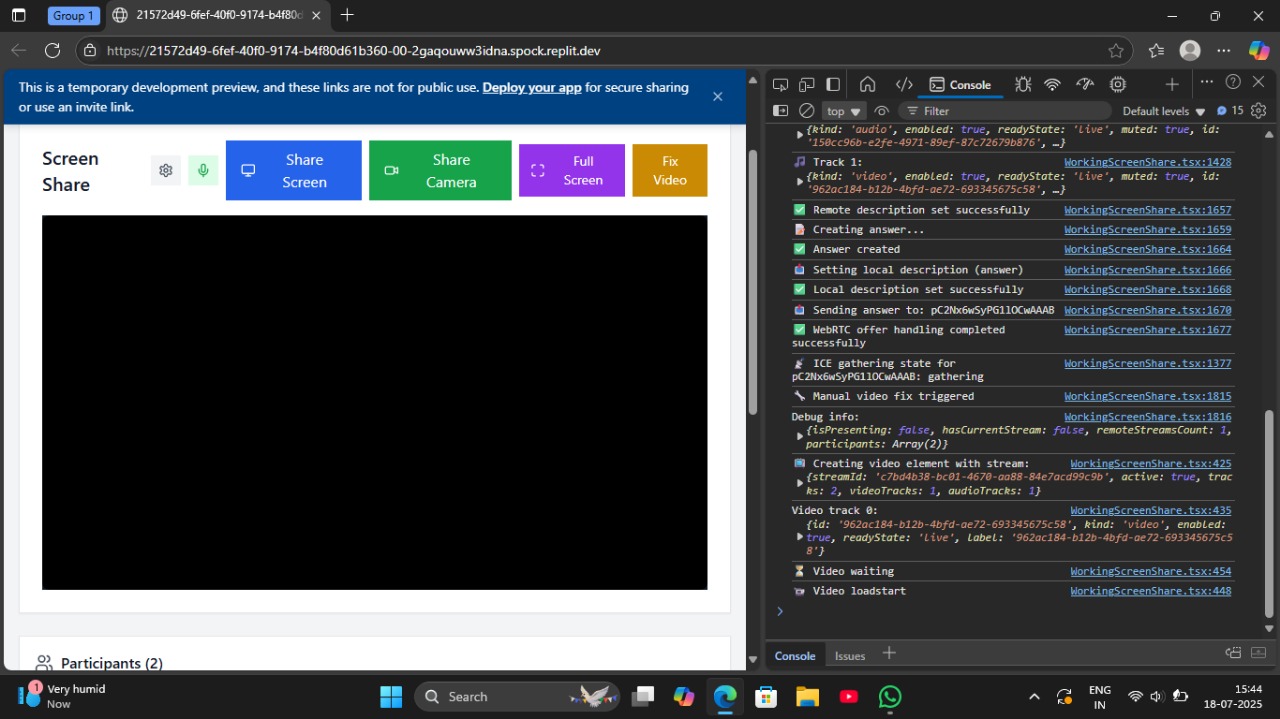 Group 1
21572d49-6fef-40f0-9174-b4f80d
https://21572d49-6fef-40f0-9174-b4f80d61b360-00-2gaqouww3idna.spock.replit.dev
This is a temporary development preview, and these links are not for public use. Deploy your app for secure sharing
or use an invite link.
Screen
Share
Share
Screen
Share
Camera
Full
Screen
Fix
Video
Participants (2)
Console
top
Filter
Default levels
15
{kind: 'audio', enabled: true, readyState: 'live', muted: true, id:
'150cc96b-e2fe-4971-89ef-87c72679b876', …}
Track 1: WorkingScreenShare.tsx:1428
{kind: 'video', enabled: true, readyState: 'live', muted: true, id:
'962ac184-b12b-4bfd-ae72-693345675c58', …}
Remote description set successfully WorkingScreenShare.tsx:1657
Creating answer... WorkingScreenShare.tsx:1659
Answer created WorkingScreenShare.tsx:1664
Setting local description (answer) WorkingScreenShare.tsx:1666
Local description set successfully WorkingScreenShare.tsx:1668
Sending answer to: pC2Nx6wSyPG1lOCwAAAB WorkingScreenShare.tsx:1670
WebRTC offer handling completed WorkingScreenShare.tsx:1677
successfully
ICE gathering state for WorkingScreenShare.tsx:1377
pC2Nx6wSyPG1lOCwAAAB: gathering
Manual video fix triggered WorkingScreenShare.tsx:1815
Debug info: WorkingScreenShare.tsx:1816
{isPresenting: false, hasCurrentStream: false, remoteStreamsCount: 1,
participants: Array(2)}
Creating video element with stream: WorkingScreenShare.tsx:425
{streamId: 'c7bd4b38-bc01-4670-aa88-84e7acd99c9b', active: true, trac
ks: 2, videoTracks: 1, audioTracks: 1}
Video track 0: WorkingScreenShare.tsx:435
{id: '962ac184-b12b-4bfd-ae72-693345675c58', kind: 'video', enabled:
true, readyState: 'live', label: '962ac184-b12b-4bfd-ae72-693345675c5
8'}
Video waiting WorkingScreenShare.tsx:454
Video loadstart WorkingScreenShare.tsx:448
Console
Issues
1
Very humid
Now
Search
ENG
IN
15:44
18-07-2025